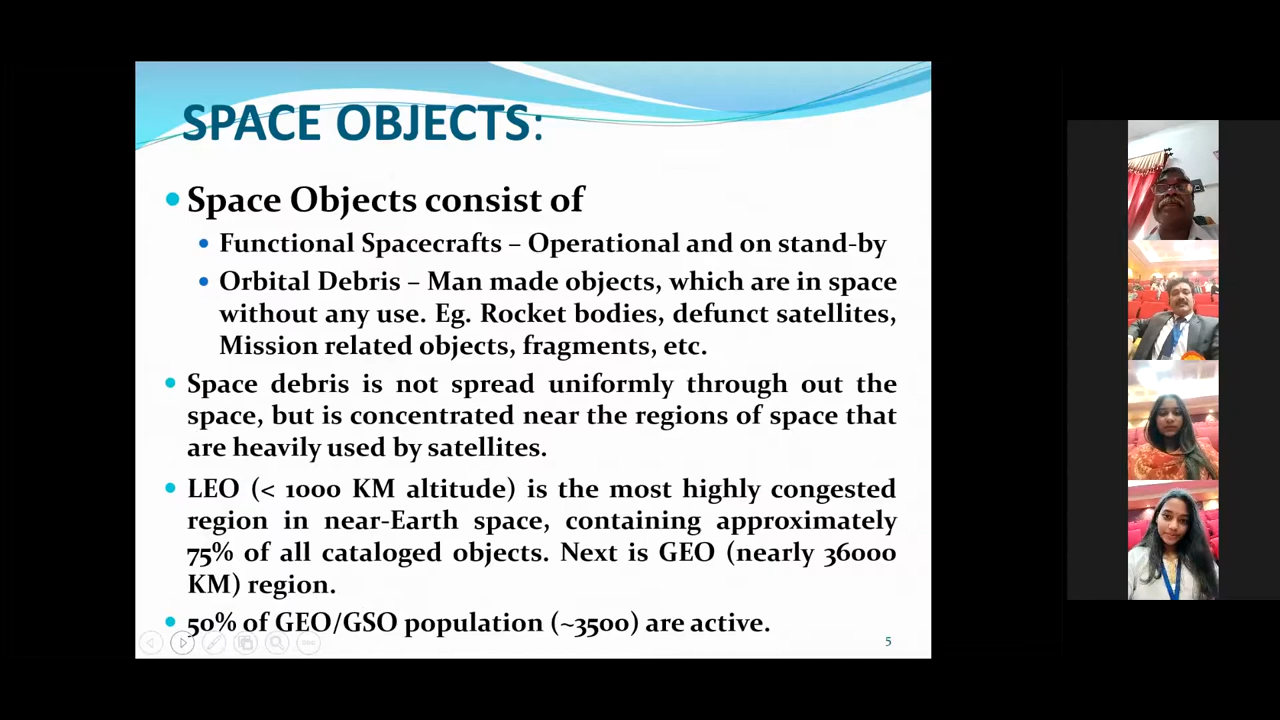 SPACE OBJECTS:
Space Objects consist of
Functional Spacecrafts – Operational and on stand-by
Orbital Debris – Man made objects, which are in space
without any use. Eg. Rocket bodies, defunct satellites,
Mission related objects, fragments, etc.
Space debris is not spread uniformly through out the
space, but is concentrated near the regions of space that
are heavily used by satellites.
LEO (< 1000 KM altitude) is the most highly congested
region in near-Earth space, containing approximately
75% of all cataloged objects. Next is GEO (nearly 36000
KM) region.
50% of GEO/GSO population (~3500) are active.
5